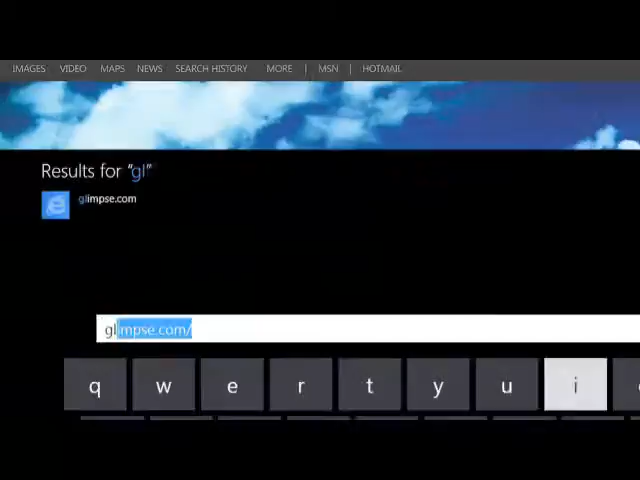 IMAGES VIDEO MAPS NEWS SEARCH HISTORY MORE | MSN | HOTMAIL
Results for "gl"
glimpse.com
glimpse.com/
q w e r t y u i